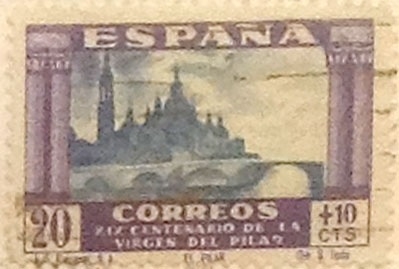 ESPAÑA
20 CORREOS +10
XIX CENTENARIO DE LA CTS
VIRGEN DEL PILAR
EL PILAR